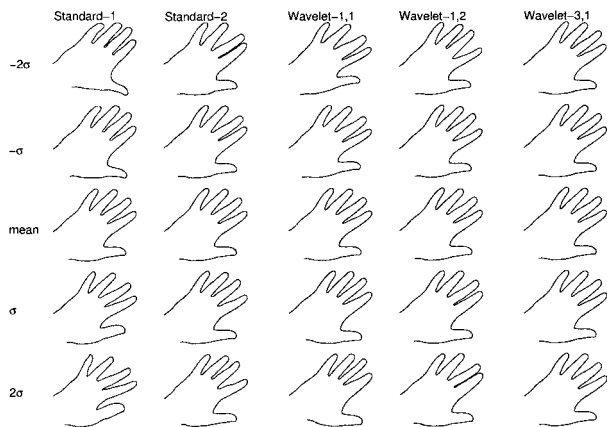 Standard-1 Standard-2 Wavelet-1,1 Wavelet-1,2 Wavelet-3,1
-2σ
-σ
mean
σ
2σ